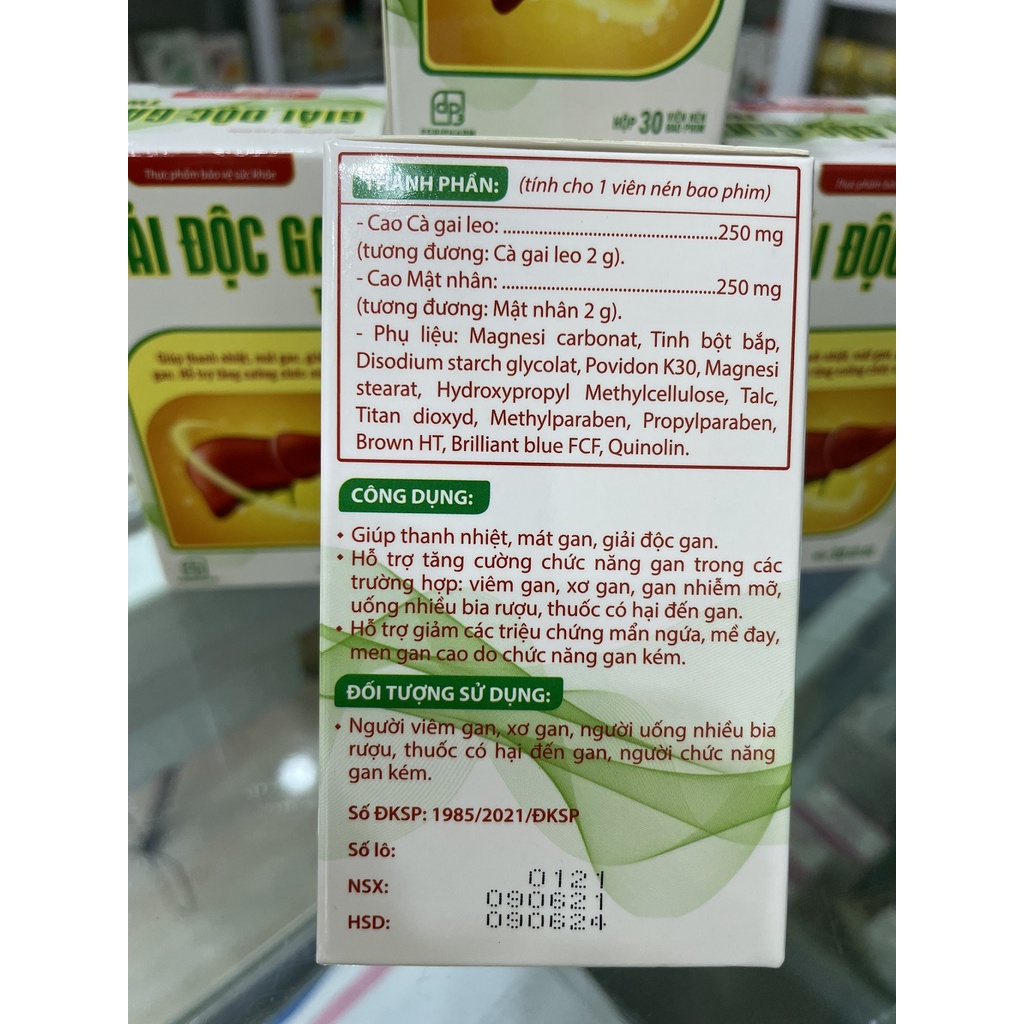 HỘP 30 VIÊN NÉN
BAO PHIM
GIẢI ĐỘC
Thực phẩm bảo vệ sức khỏe
ĐỘC
THÀNH PHẦN: (tính cho 1 viên nén bao phim)
- Cao Cà gai leo: ..........................................250 mg
(tương đương: Cà gai leo 2 g).
- Cao Mật nhân: ..........................................250 mg
(tương đương: Mật nhân 2 g).
- Phụ liệu: Magnesi carbonat, Tinh bột bắp,
Disodium starch glycolat, Povidon K30, Magnesi
stearat, Hydroxypropyl Methylcellulose, Talc,
Titan dioxyd, Methylparaben, Propylparaben,
Brown HT, Brilliant blue FCF, Quinolin.
CÔNG DỤNG:
• Giúp thanh nhiệt, mát gan, giải độc gan.
• Hỗ trợ tăng cường chức năng gan trong các
trường hợp: viêm gan, xơ gan, gan nhiễm mỡ,
uống nhiều bia rượu, thuốc có hại đến gan.
• Hỗ trợ giảm các triệu chứng mẩn ngứa, mề đay,
men gan cao do chức năng gan kém.
ĐỐI TƯỢNG SỬ DỤNG:
• Người viêm gan, xơ gan, người uống nhiều bia
rượu, thuốc có hại đến gan, người chức năng
gan kém.
Số ĐKSP: 1985/2021/ĐKSP
Số lô: 0121
NSX: 090621
HSD: 090624